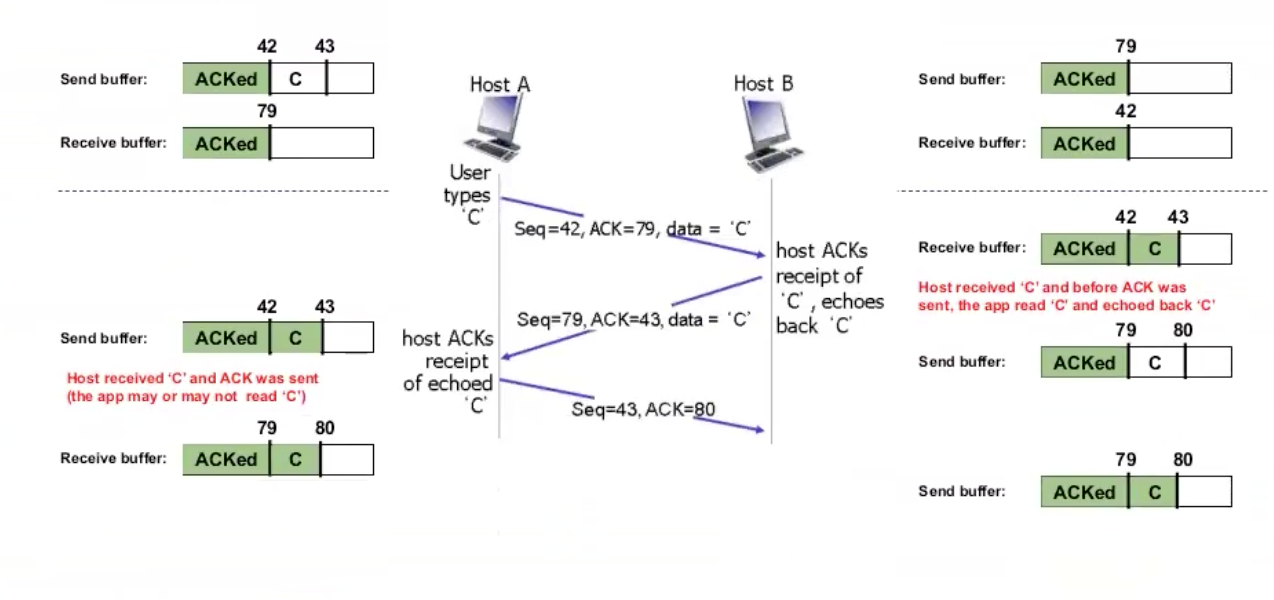 42 43
Send buffer: ACKed C
79
Receive buffer: ACKed
Host A
Host B
79
Send buffer: ACKed
42
Receive buffer: ACKed
User
types
‘C’
Seq=42, ACK=79, data = ‘C’
host ACKs
receipt of
‘C’, echoes
back ‘C’
42 43
Receive buffer: ACKed C
Host received ‘C’ and before ACK was
sent, the app read ‘C’ and echoed back ‘C’
79 80
Send buffer: ACKed C
Seq=79, ACK=43, data = ‘C’
42 43
Send buffer: ACKed C
Host received ‘C’ and ACK was sent
(the app may or may not read ‘C’)
79 80
Receive buffer: ACKed C
host ACKs
receipt
of echoed
‘C’
Seq=43, ACK=80
79 80
Send buffer: ACKed C